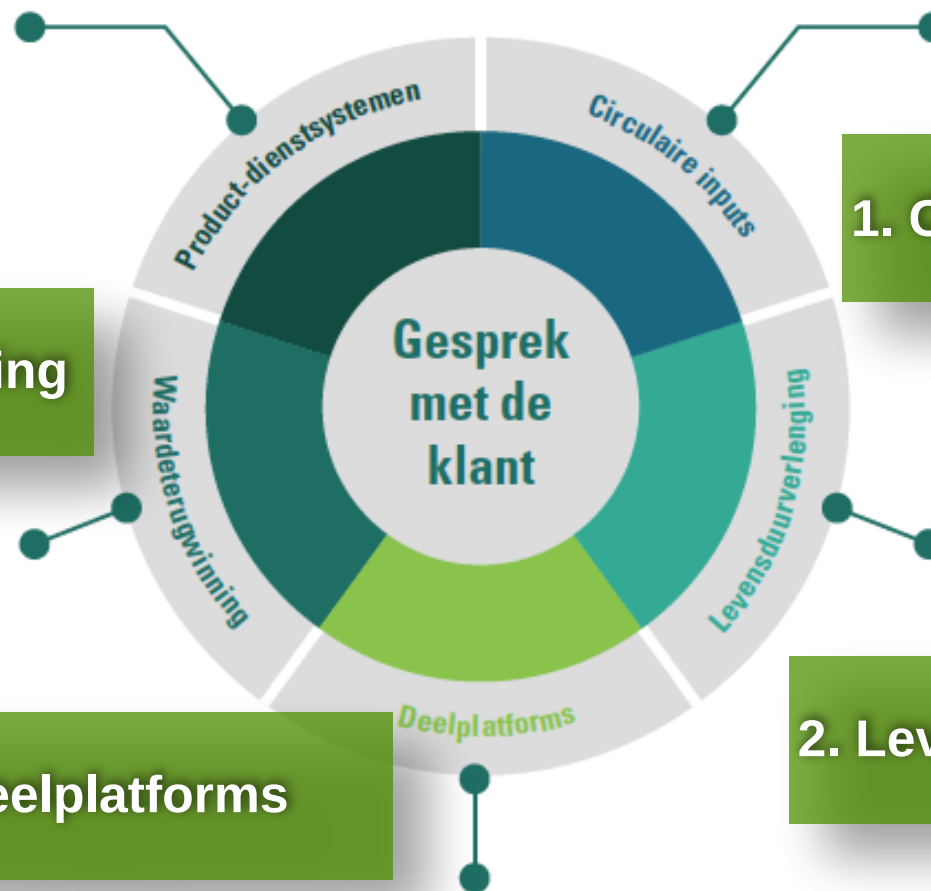 Product-dienstsystemen
Circulaire inputs
1.
Gesprek
met de
klant
ing
Waardeterugwinning
Levensduurverlenging
Deelplatforms
2. Lev
eelplatforms